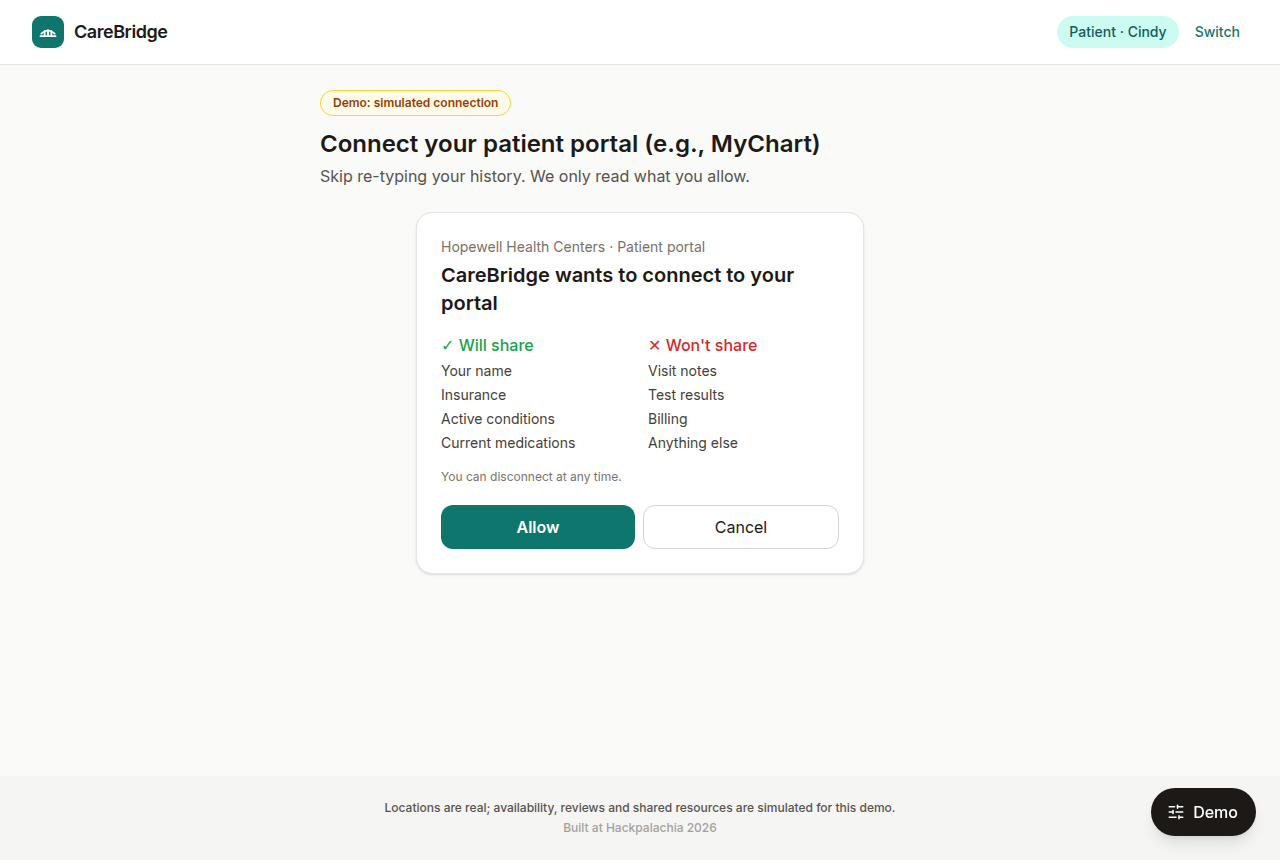 CareBridge
Patient · Cindy
Switch
Demo: simulated connection
Connect your patient portal (e.g., MyChart)
Skip re-typing your history. We only read what you allow.
Hopewell Health Centers · Patient portal
CareBridge wants to connect to your
portal
✓ Will share
Your name
Insurance
Active conditions
Current medications
✕ Won't share
Visit notes
Test results
Billing
Anything else
You can disconnect at any time.
Allow
Cancel
Locations are real; availability, reviews and shared resources are simulated for this demo.
Built at Hackpalachia 2026
Demo